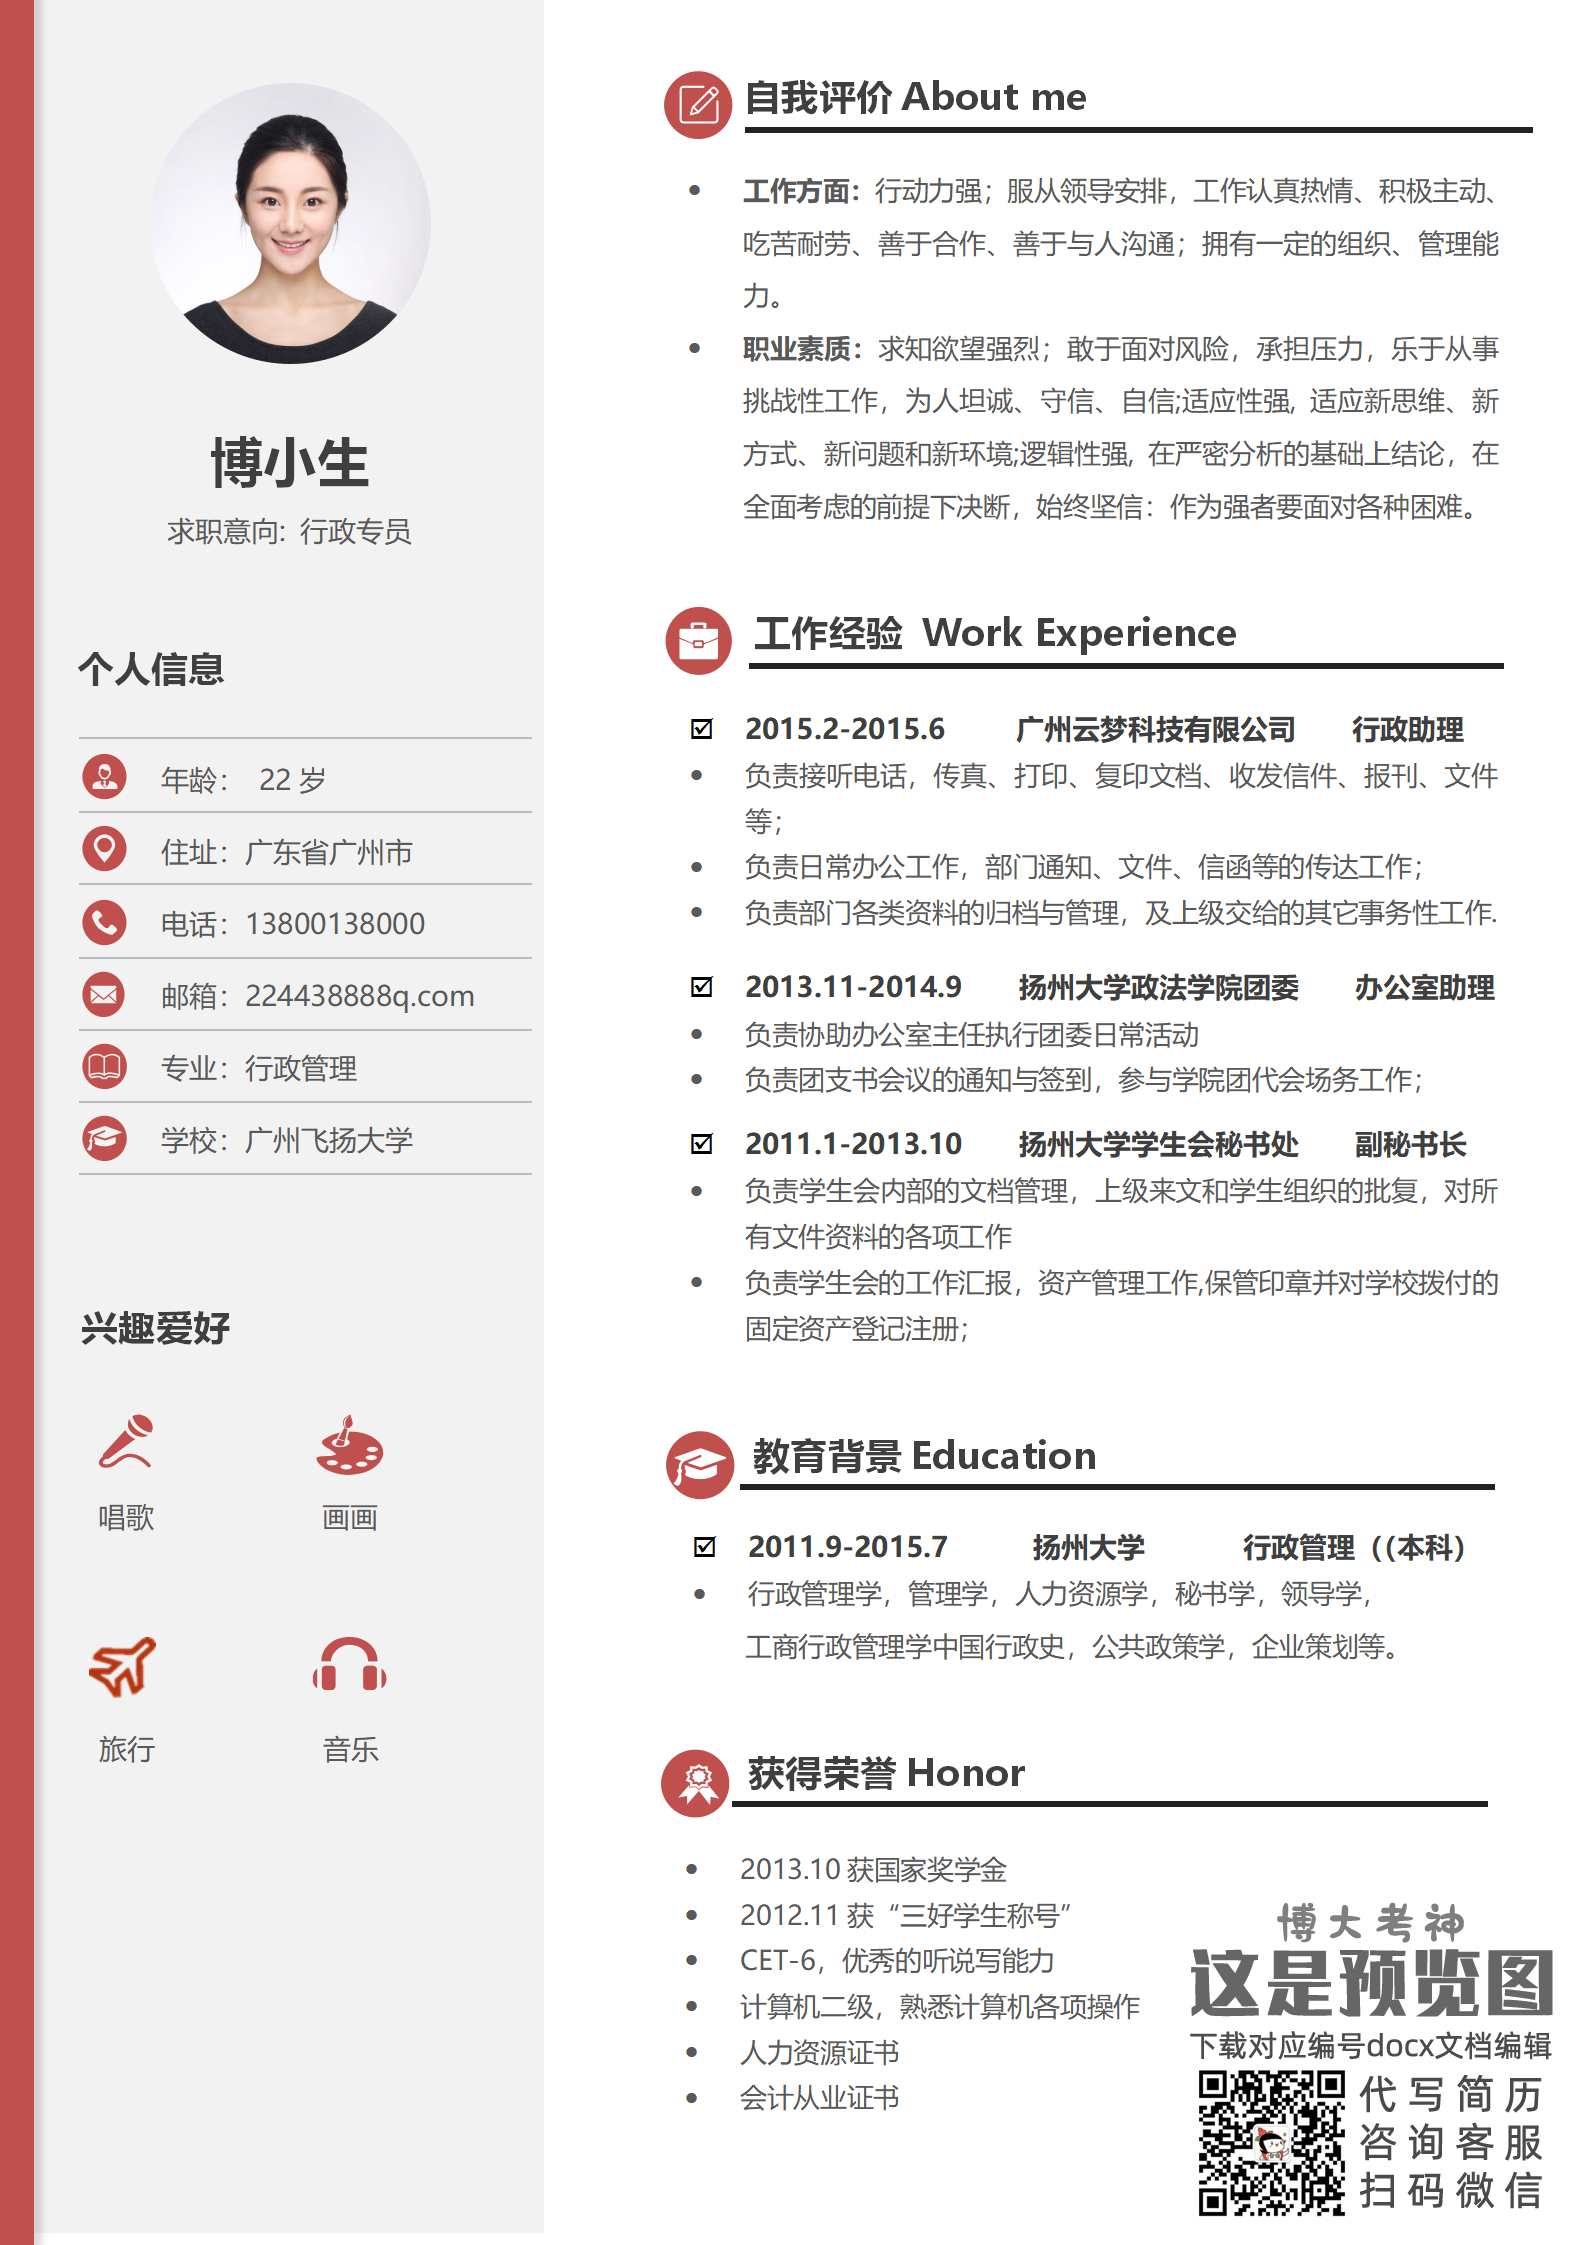 博小生
求职意向: 行政专员
个人信息
年龄： 22 岁
住址：广东省广州市
电话：13800138000
邮箱：224438888q.com
专业：行政管理
学校：广州飞扬大学
兴趣爱好
唱歌 画画
旅行 音乐
自我评价 About me
工作方面：行动力强；服从领导安排，工作认真热情、积极主动、
吃苦耐劳、善于合作、善于与人沟通；拥有一定的组织、管理能
力。
职业素质：求知欲望强烈；敢于面对风险，承担压力，乐于从事
挑战性工作，为人坦诚、守信、自信;适应性强, 适应新思维、新
方式、新问题和新环境;逻辑性强, 在严密分析的基础上结论，在
全面考虑的前提下决断，始终坚信：作为强者要面对各种困难。
工作经验 Work Experience
2015.2-2015.6 广州云梦科技有限公司 行政助理
负责接听电话，传真、打印、复印文档、收发信件、报刊、文件
等；
负责日常办公工作，部门通知、文件、信函等的传达工作；
负责部门各类资料的归档与管理，及上级交给的其它事务性工作.
2013.11-2014.9 扬州大学政法学院团委 办公室助理
负责协助办公室主任执行团委日常活动
负责团支书会议的通知与签到，参与学院团代会场务工作；
2011.1-2013.10 扬州大学学生会秘书处 副秘书长
负责学生会内部的文档管理，上级来文和学生组织的批复，对所
有文件资料的各项工作
负责学生会的工作汇报，资产管理工作,保管印章并对学校拨付的
固定资产登记注册；
教育背景 Education
2011.9-2015.7 扬州大学 行政管理（(本科）
行政管理学，管理学，人力资源学，秘书学，领导学，
工商行政管理学中国行政史，公共政策学，企业策划等。
获得荣誉 Honor
2013.10 获国家奖学金
2012.11 获“三好学生称号”
CET-6，优秀的听说写能力
计算机二级，熟悉计算机各项操作
人力资源证书
会计从业证书
博大考神
这是预览图
下载对应编号docx文档编辑
代写简历
咨询客服
扫码微信